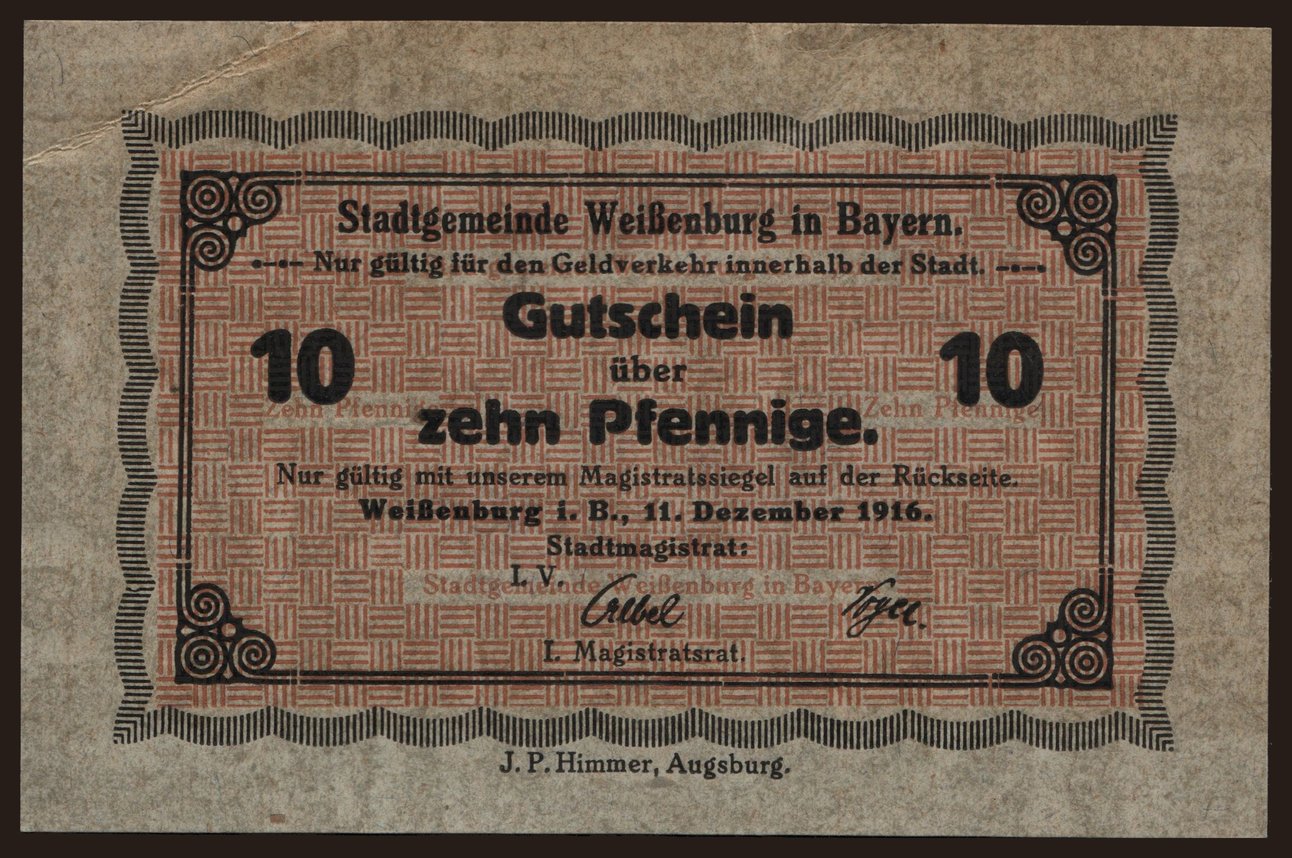 Stadtgemeinde Weißenburg in Bayern.
Nur gültig für den Geldverkehr innerhalb der Stadt.
Gutschein
10 über 10
Zehn Pfennige Zehn Pfennige
zehn Pfennige.
Nur gültig mit unserem Magistratssiegel auf der Rückseite.
Weißenburg i. B., 11. Dezember 1916.
Stadtmagistrat:
I. V.
Stadtgemeinde Weißenburg in Bayern
I. Magistratsrat.
J. P. Himmer, Augsburg.